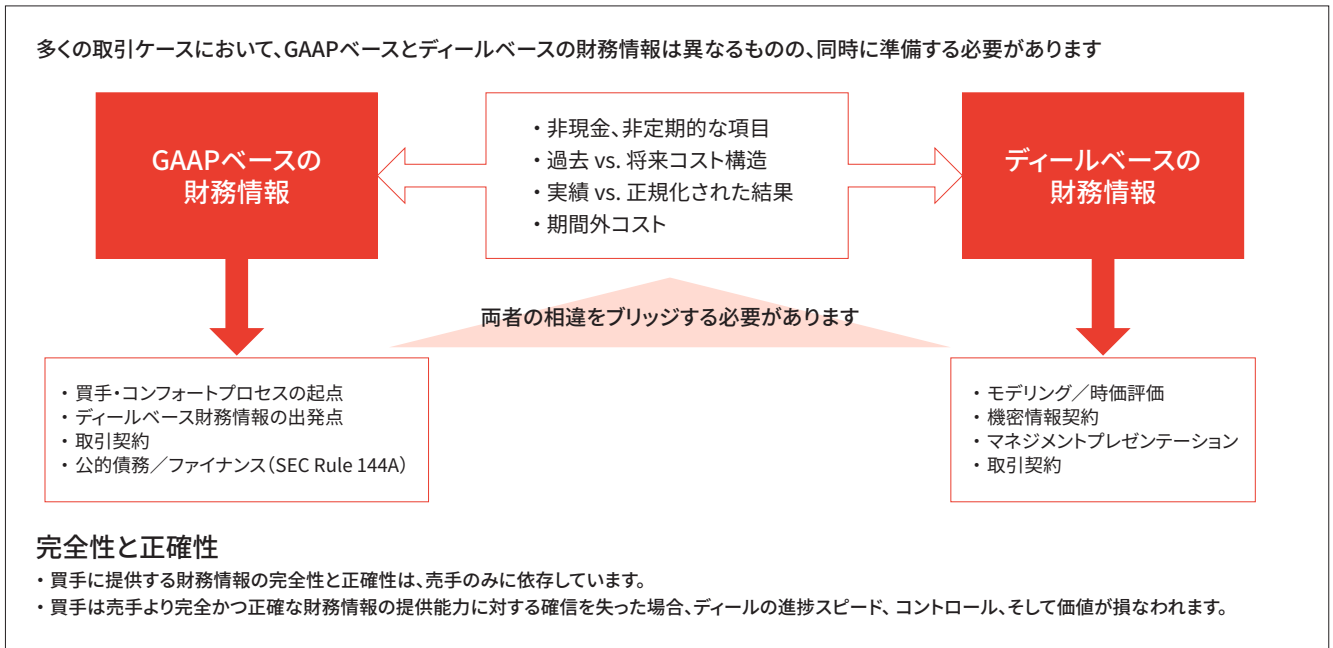 多くの取引ケースにおいて、GAAPベースとディールベースの財務情報は異なるものの、同時に準備する必要があります
GAAPベースの
財務情報
・非現金、非定期的な項目
・過去 vs. 将来コスト構造
・実績 vs. 正規化された結果
・期間外コスト
ディールベースの
財務情報
両者の相違をブリッジする必要があります
・買手・コンフォートプロセスの起点
・ディールベース財務情報の出発点
・取引契約
・公的債務／ファイナンス（SEC Rule 144A）
・モデリング／時価評価
・機密情報契約
・マネジメントプレゼンテーション
・取引契約
完全性と正確性
・買手に提供する財務情報の完全性と正確性は、売手のみに依存しています。
・買手は売手より完全かつ正確な財務情報の提供能力に対する確信を失った場合、ディールの進捗スピード、コントロール、そして価値が損なわれます。